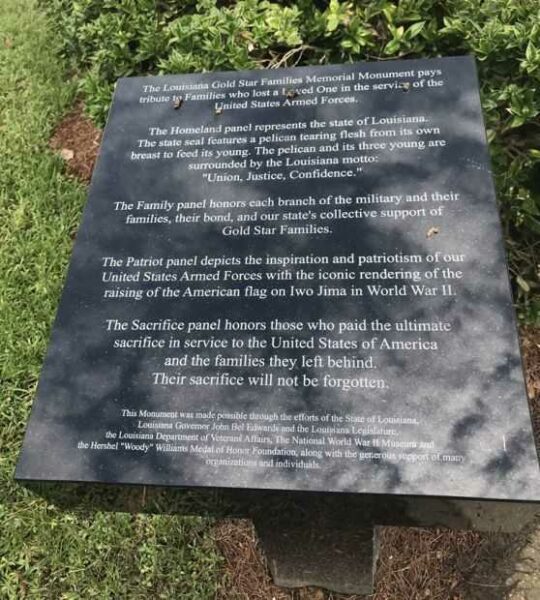 The Louisiana Gold Star Families Memorial Monument pays
tribute to Families who lost a Loved One in the service of the
United States Armed Forces.
The Homeland panel represents the state of Louisiana.
The state seal features a pelican tearing flesh from its own
breast to feed its young. The pelican and its three young are
surrounded by the Louisiana motto:
"Union, Justice, Confidence."
The Family panel honors each branch of the military and their
families, their bond, and our state's collective support of
Gold Star Families.
The Patriot panel depicts the inspiration and patriotism of our
United States Armed Forces with the iconic rendering of the
raising of the American flag on Iwo Jima in World War II.
The Sacrifice panel honors those who paid the ultimate
sacrifice in service to the United States of America
and the families they left behind.
Their sacrifice will not be forgotten.
This Monument was made possible through the efforts of the State of Louisiana,
Louisiana Governor John Bel Edwards and the Louisiana Legislature,
the Louisiana Department of Veterans Affairs, The National World War II Museum and
the Hershel "Woody" Williams Medal of Honor Foundation, along with the generous support of many
organizations and individuals.